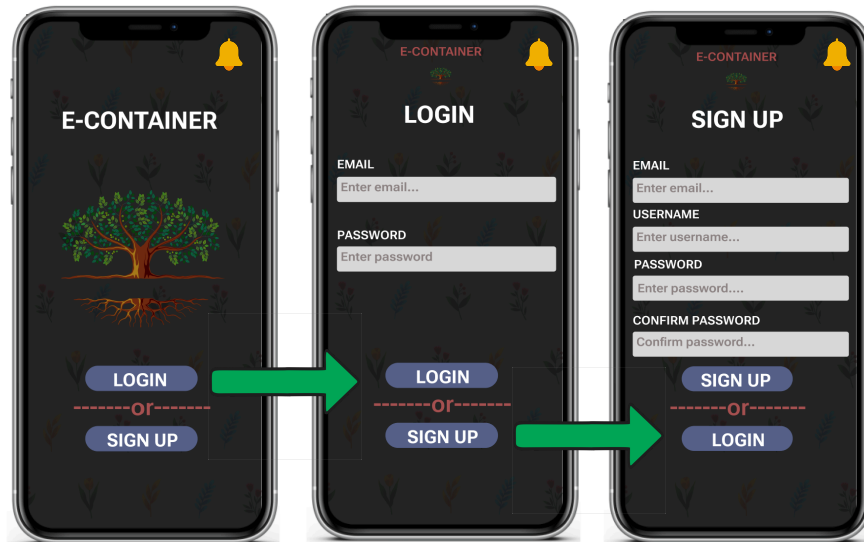 E-CONTAINER
LOGIN
-------or-------
SIGN UP
E-CONTAINER
LOGIN
EMAIL
Enter email...
PASSWORD
Enter password
LOGIN
-------or-------
SIGN UP
E-CONTAINER
SIGN UP
EMAIL
Enter email...
USERNAME
Enter username...
PASSWORD
Enter password....
CONFIRM PASSWORD
Confirm password...
SIGN UP
-------or-------
LOGIN